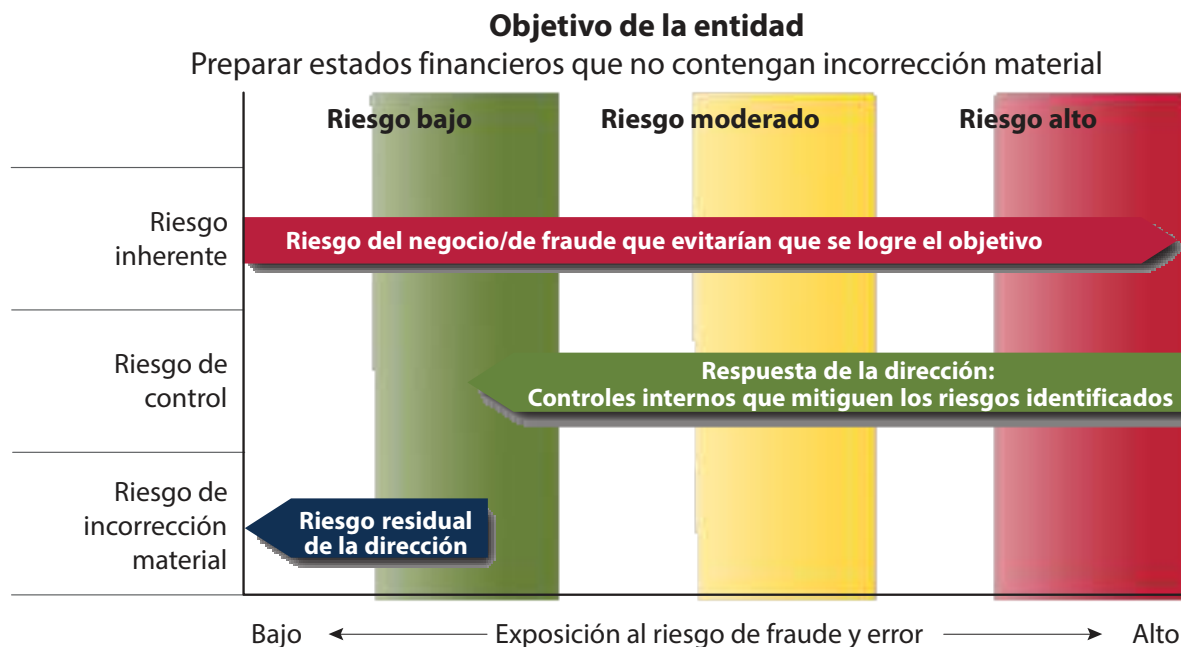 Objetivo de la entidad
Preparar estados financieros que no contengan incorrección material
Riesgo bajo
Riesgo moderado
Riesgo alto
Riesgo
inherente
Riesgo del negocio/de fraude que evitarían que se logre el objetivo
Riesgo de
control
Respuesta de la dirección:
Controles internos que mitiguen los riesgos identificados
Riesgo de
incorrección
material
Riesgo residual
de la dirección
Bajo
Exposición al riesgo de fraude y error
Alto